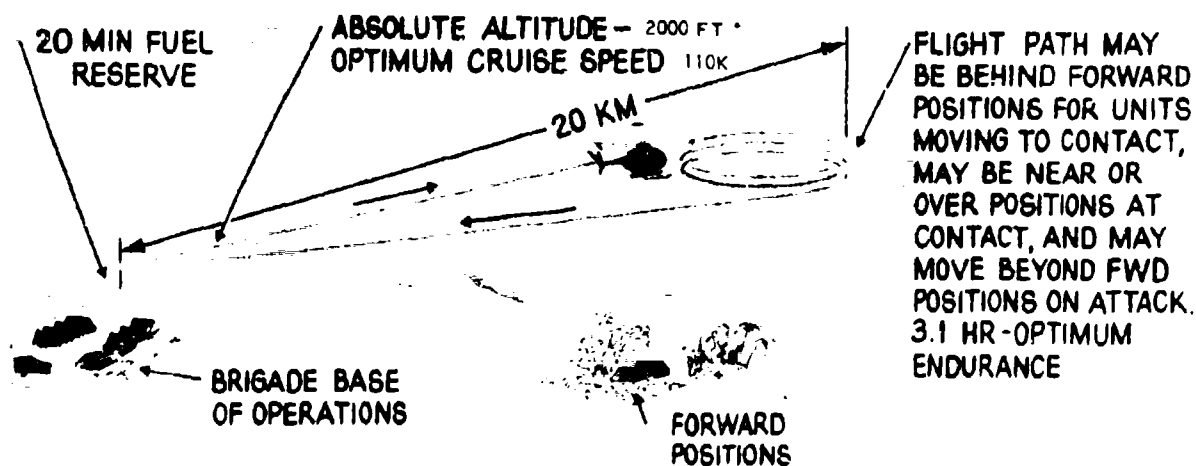 20 MIN FUEL
RESERVE
ABSOLUTE ALTITUDE - 2000 FT
OPTIMUM CRUISE SPEED 110K
20 KM
FLIGHT PATH MAY
BE BEHIND FORWARD
POSITIONS FOR UNITS
MOVING TO CONTACT,
MAY BE NEAR OR
OVER POSITIONS AT
CONTACT, AND MAY
MOVE BEYOND FWD
POSITIONS ON ATTACK.
3.1 HR-OPTIMUM
ENDURANCE
BRIGADE BASE
OF OPERATIONS
FORWARD
POSITIONS